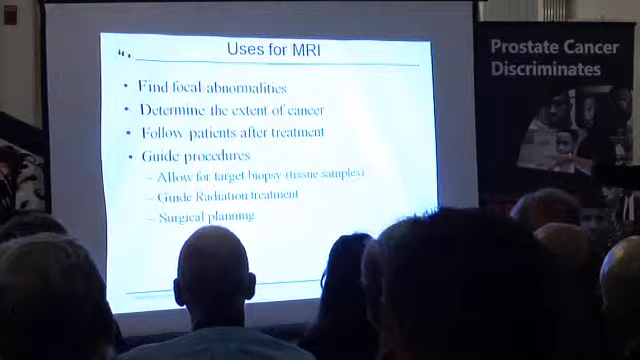 Uses for MRI
• Find focal abnormalities
• Determine the extent of cancer
• Follow patients after treatment
• Guide procedures
– Allow for target biopsy (tissue samples)
– Guide Radiation treatment
– Surgical planning
Prostate Cancer
Discriminates